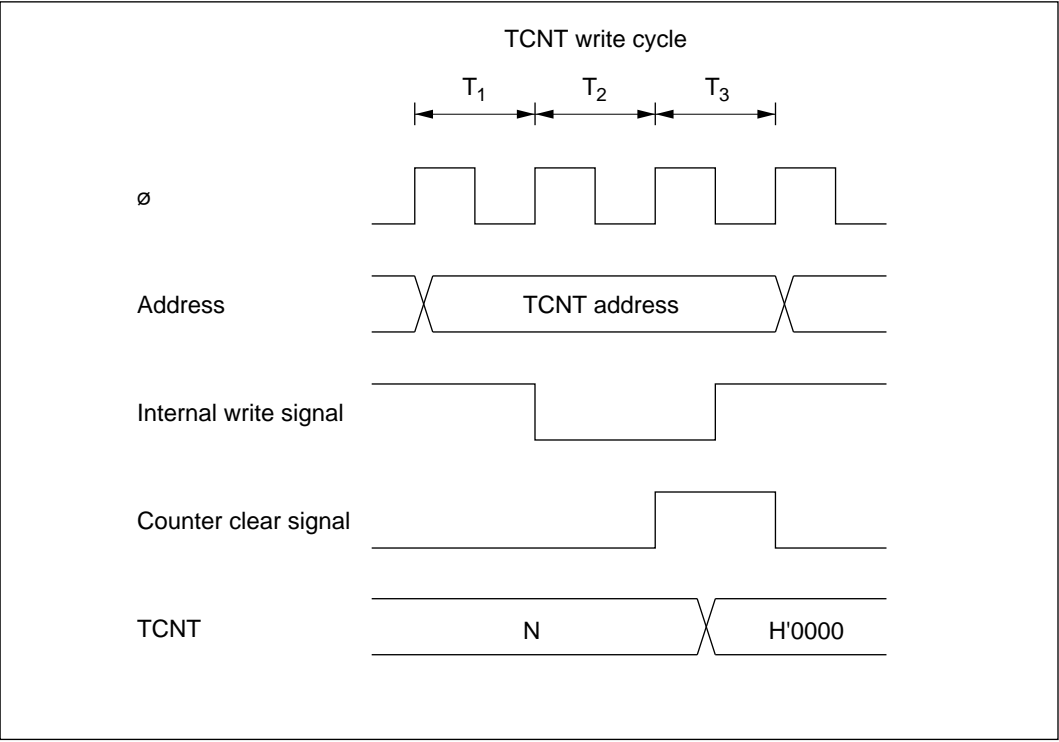 TCNT write cycle
T1 T2 T3
ø
Address TCNT address
Internal write signal
Counter clear signal
TCNT N H'0000